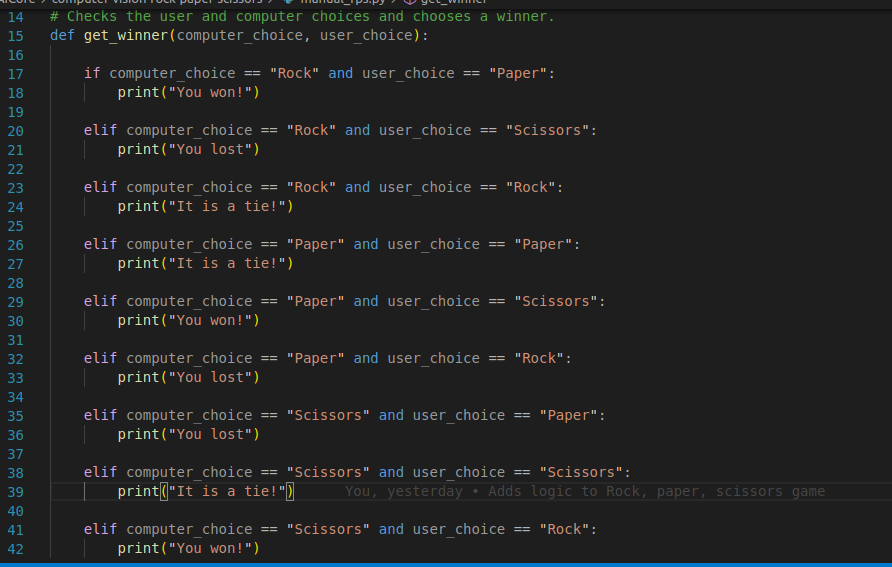 computer vision rock paper scissors > manual_rps.py > get_winner
14 # Checks the user and computer choices and chooses a winner.
15 def get_winner(computer_choice, user_choice):
16
17 if computer_choice == "Rock" and user_choice == "Paper":
18 print("You won!")
19
20 elif computer_choice == "Rock" and user_choice == "Scissors":
21 print("You lost")
22
23 elif computer_choice == "Rock" and user_choice == "Rock":
24 print("It is a tie!")
25
26 elif computer_choice == "Paper" and user_choice == "Paper":
27 print("It is a tie!")
28
29 elif computer_choice == "Paper" and user_choice == "Scissors":
30 print("You won!")
31
32 elif computer_choice == "Paper" and user_choice == "Rock":
33 print("You lost")
34
35 elif computer_choice == "Scissors" and user_choice == "Paper":
36 print("You lost")
37
38 elif computer_choice == "Scissors" and user_choice == "Scissors":
39 print("It is a tie!") You, yesterday • Adds logic to Rock, paper, scissors game
40
41 elif computer_choice == "Scissors" and user_choice == "Rock":
42 print("You won!")